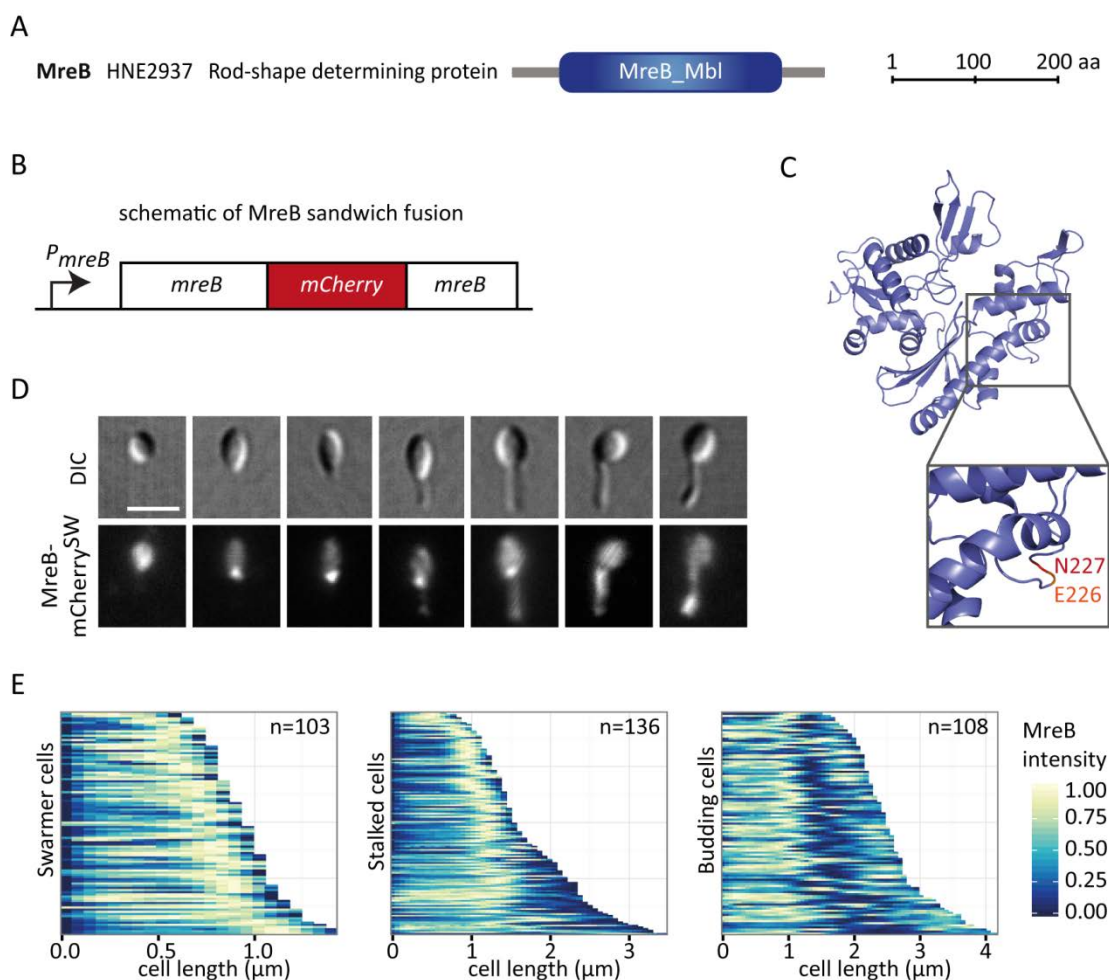 A
MreB HNE2937 Rod-shape determining protein MreB_Mbl 1 100 200 aa
B
schematic of MreB sandwich fusion
PmreB
mreB mCherry mreB
C
N227
E226
D
DIC
MreB-
mCherrySW
E
Swarmer cells
n=103
0.0 0.5 1.0
cell length (µm)
Stalked cells
n=136
0 1 2 3
cell length (µm)
Budding cells
n=108
0 1 2 3 4
cell length (µm)
MreB
intensity
1.00
0.75
0.50
0.25
0.00